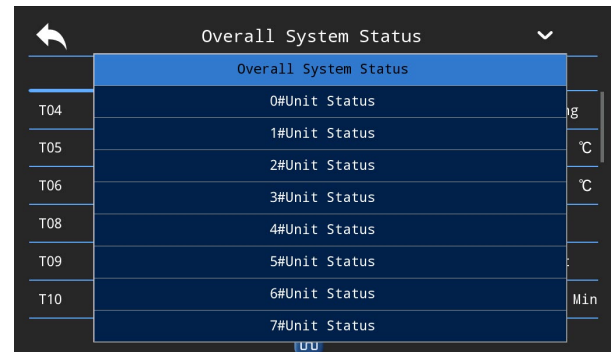 Overall System Status
Overall System Status
0#Unit Status
T04
ng
1#Unit Status
T05
℃
2#Unit Status
T06
℃
3#Unit Status
T08
4#Unit Status
T09
5#Unit Status
T10
6#Unit Status
Min
7#Unit Status